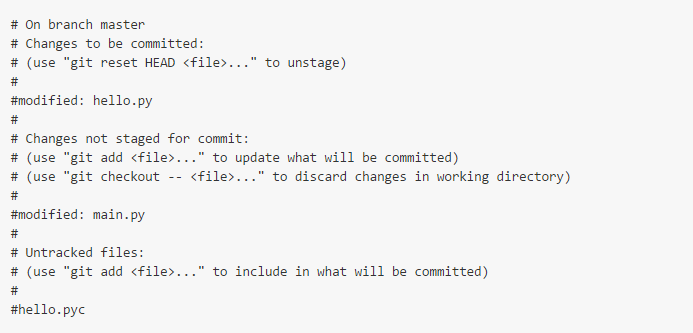 # On branch master
# Changes to be committed:
# (use "git reset HEAD <file>..." to unstage)
#
#modified: hello.py
#
# Changes not staged for commit:
# (use "git add <file>..." to update what will be committed)
# (use "git checkout -- <file>..." to discard changes in working directory)
#
#modified: main.py
#
# Untracked files:
# (use "git add <file>..." to include in what will be committed)
#
#hello.pyc